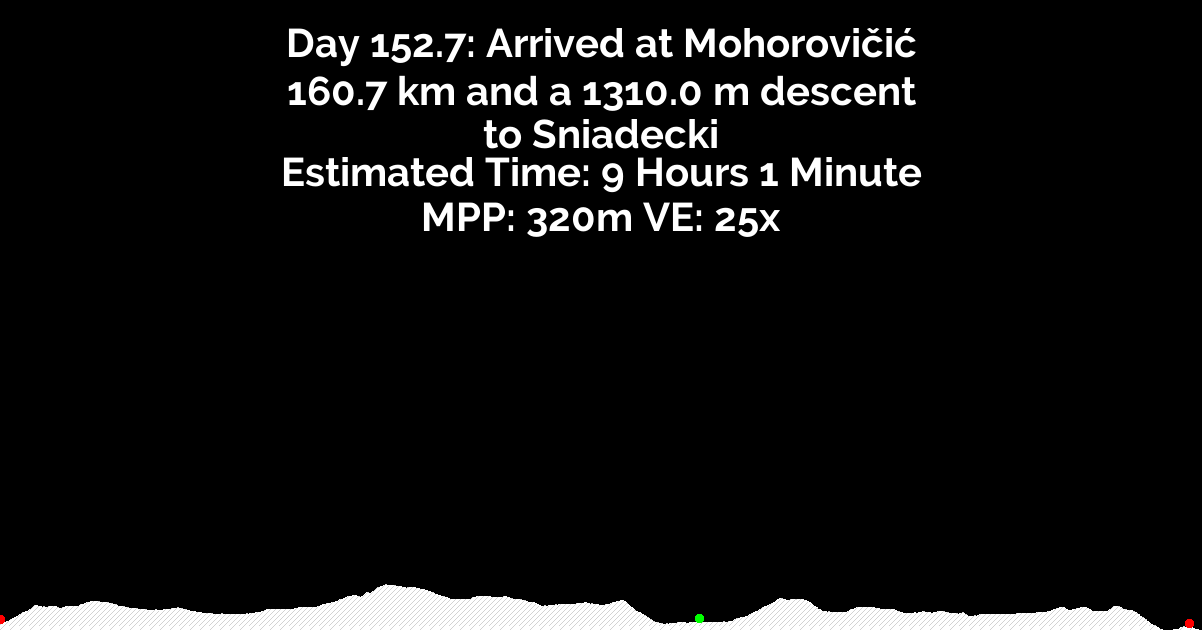 Day 152.7: Arrived at Mohorovičić
160.7 km and a 1310.0 m descent
to Sniadecki
Estimated Time: 9 Hours 1 Minute
MPP: 320m VE: 25x